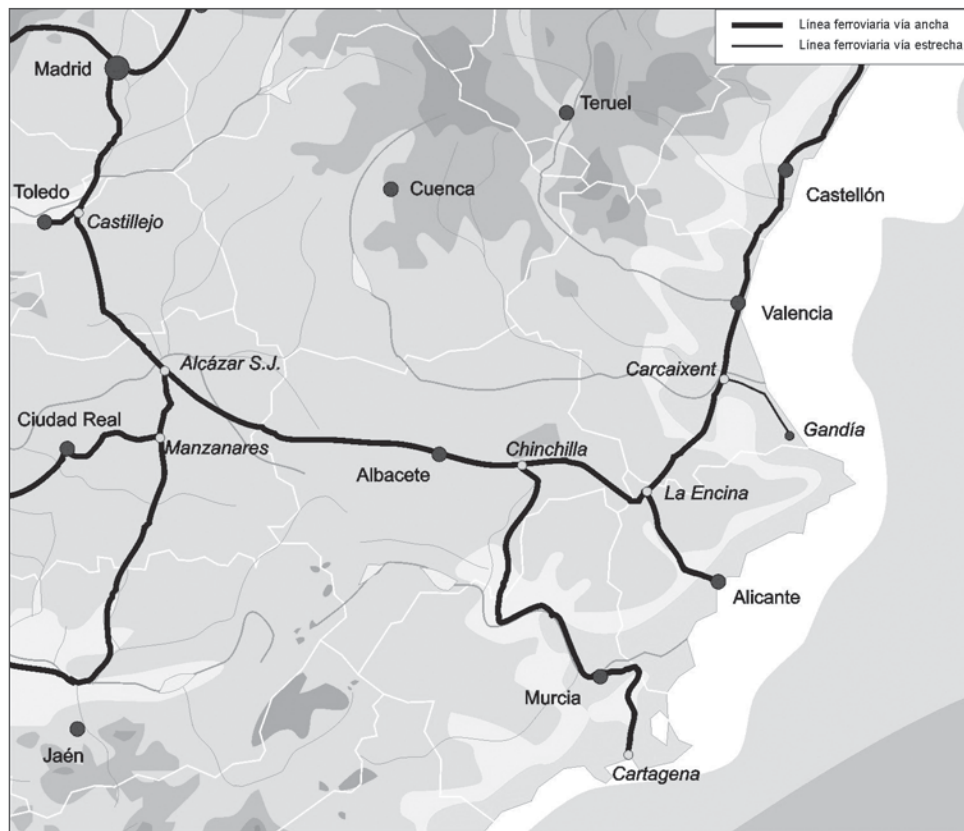 Línea ferroviaria vía ancha
Línea ferroviaria vía estrecha
Madrid
Teruel
Toledo
Castillejo
Cuenca
Castellón
Valencia
Alcázar S.J.
Carcaixent
Ciudad Real
Manzanares
Gandía
Chinchilla
Albacete
La Encina
Alicante
Murcia
Jaén
Cartagena